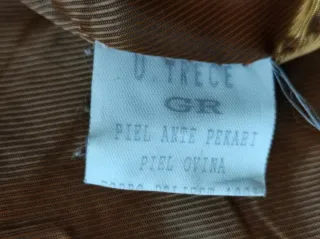 U TRECE
GR
PIEL ANTE PEKARI
PIEL OVINA